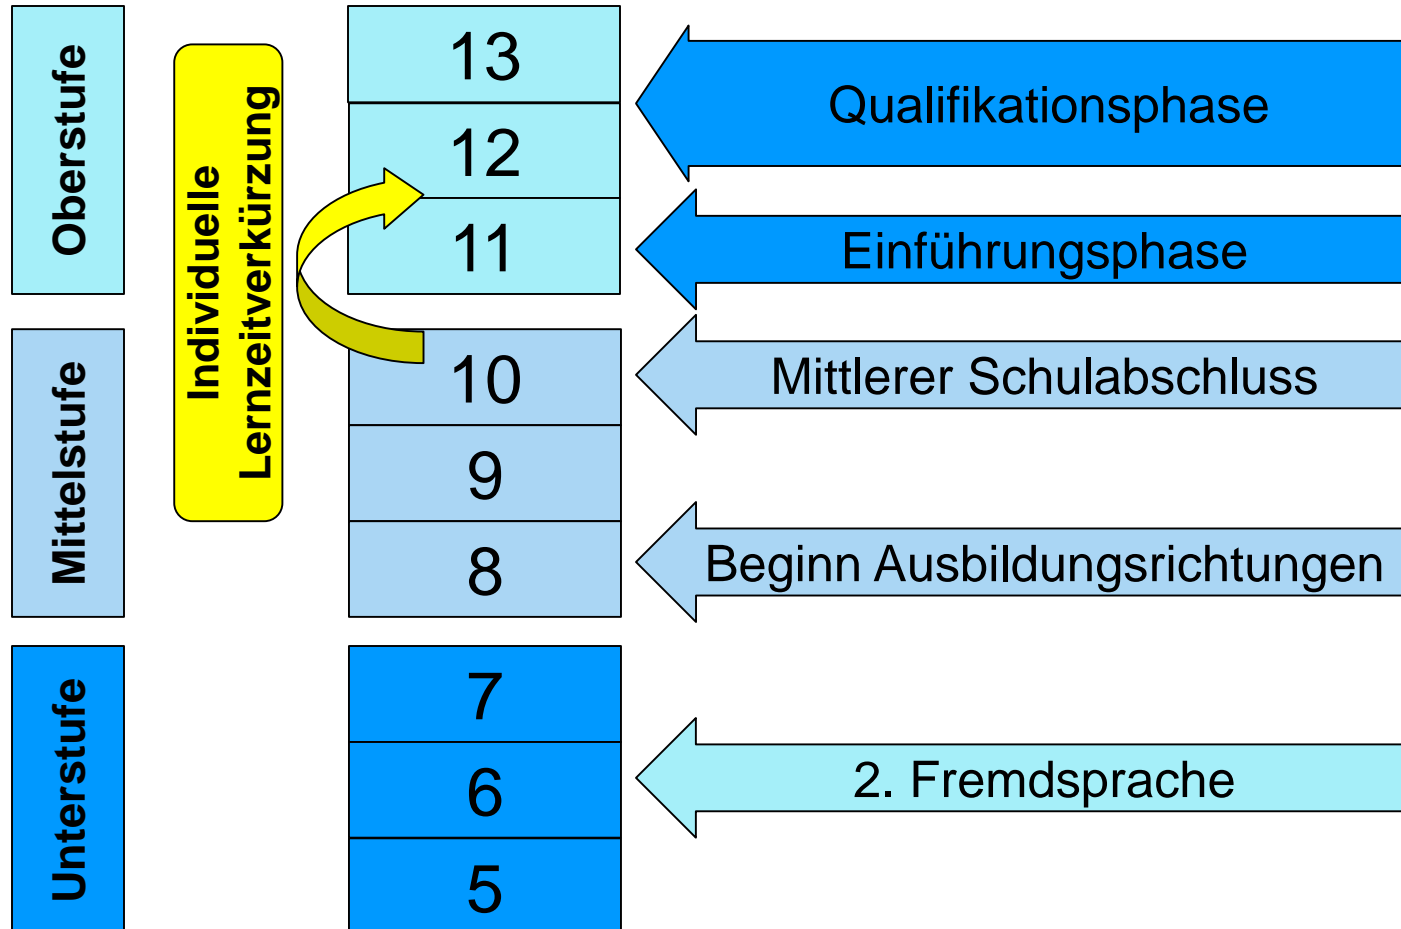 Oberstufe
Individuelle
Lernzeitverkürzung
13
12
11
Qualifikationsphase
Einführungsphase
Mittelstufe
10
9
8
Mittlerer Schulabschluss
Beginn Ausbildungsrichtungen
Unterstufe
7
6
5
2. Fremdsprache